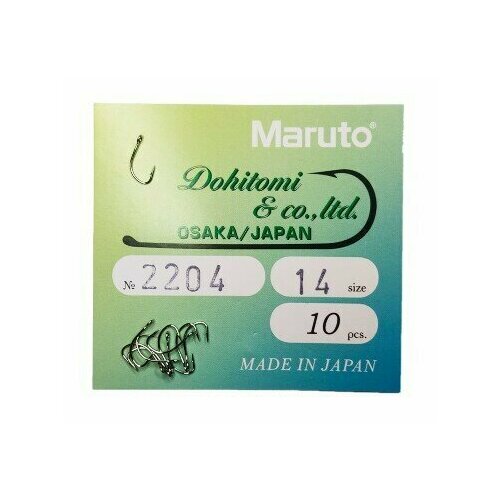 Maruto®
Dohitomi
& co.,ltd.
OSAKA/JAPAN
№ 2204
14 size
10 pcs.
MADE IN JAPAN